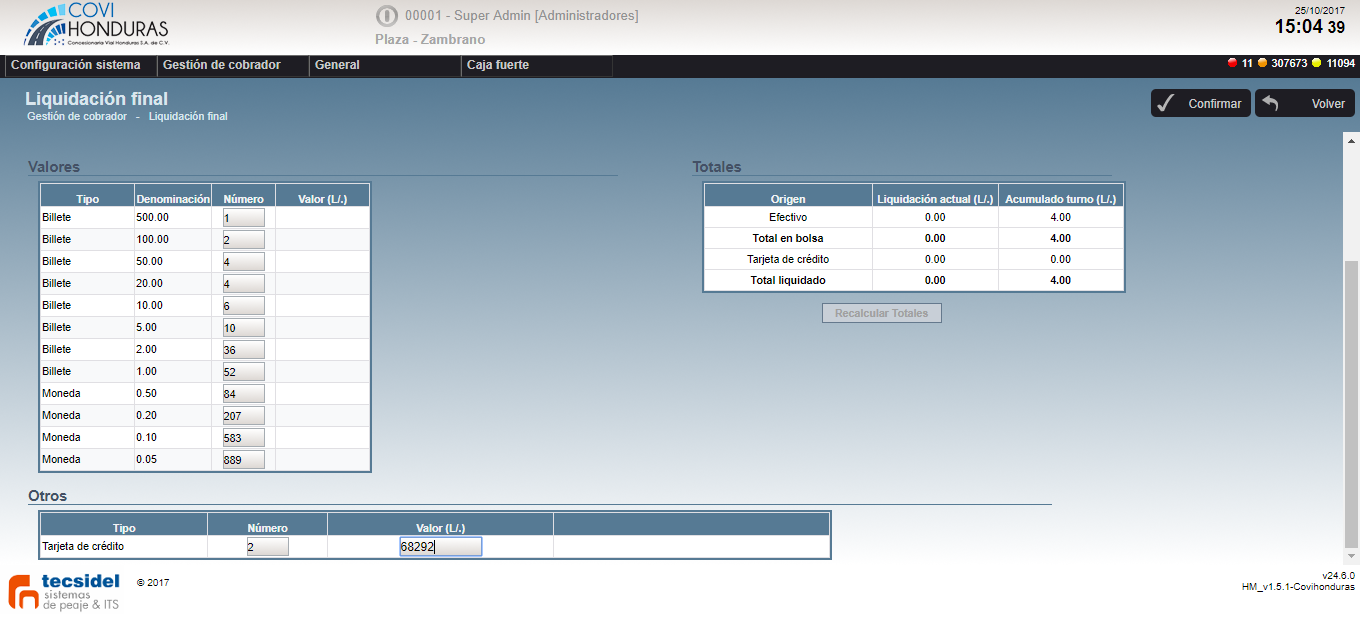 COVI
HONDURAS
Concesionaria Vial Honduras S.A. de C.V.
00001 - Super Admin [Administradores]
Plaza - Zambrano
25/10/2017
15:04 39
Configuración sistema Gestión de cobrador General Caja fuerte
11 307673 11094
Liquidación final
Gestión de cobrador - Liquidación final
Confirmar Volver
Valores
Tipo Denominación Número Valor (L/.)
Billete 500.00 1
Billete 100.00 2
Billete 50.00 4
Billete 20.00 4
Billete 10.00 6
Billete 5.00 10
Billete 2.00 36
Billete 1.00 52
Moneda 0.50 84
Moneda 0.20 207
Moneda 0.10 583
Moneda 0.05 889
Totales
Origen Liquidación actual (L/.) Acumulado turno (L/.)
Efectivo 0.00 4.00
Total en bolsa 0.00 4.00
Tarjeta de crédito 0.00 0.00
Total liquidado 0.00 4.00
Recalcular Totales
Otros
Tipo Número Valor (L/.)
Tarjeta de crédito 2 68292
tecsidel
sistemas
de peaje & ITS
© 2017
v24.6.0
HM_v1.5.1-Covihonduras